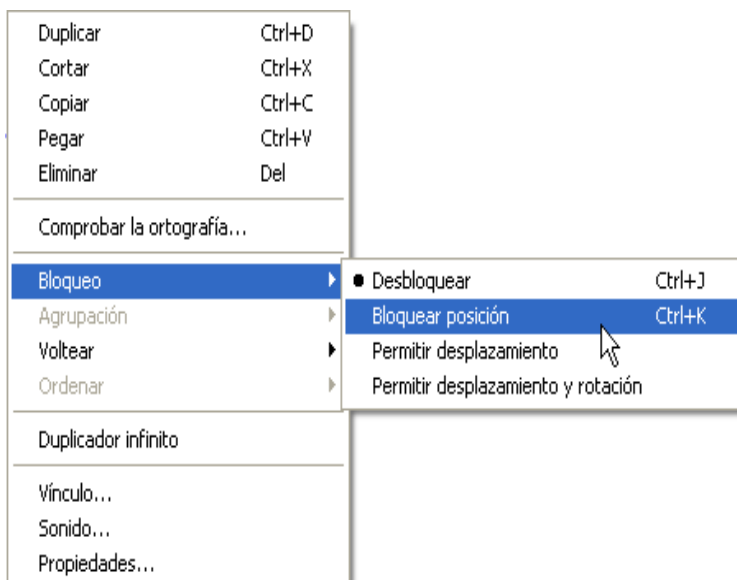 Duplicar Ctrl+D
Cortar Ctrl+X
Copiar Ctrl+C
Pegar Ctrl+V
Eliminar Del
Comprobar la ortografía...
Bloqueo
Agrupación
Voltear
Ordenar
Duplicador infinito
Vínculo...
Sonido...
Propiedades...
Desbloquear Ctrl+J
Bloquear posición Ctrl+K
Permitir desplazamiento
Permitir desplazamiento y rotación